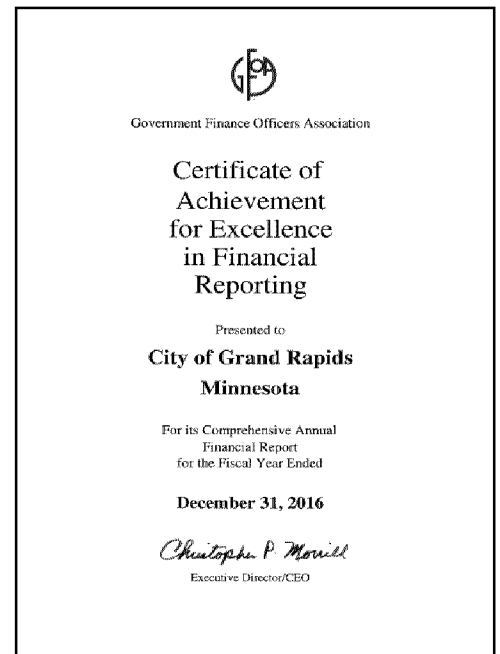 GFOA
Government Finance Officers Association
Certificate of
Achievement
for Excellence
in Financial
Reporting
Presented to
City of Grand Rapids
Minnesota
For its Comprehensive Annual
Financial Report
for the Fiscal Year Ended
December 31, 2016
Christopher P. Morrill
Executive Director/CEO